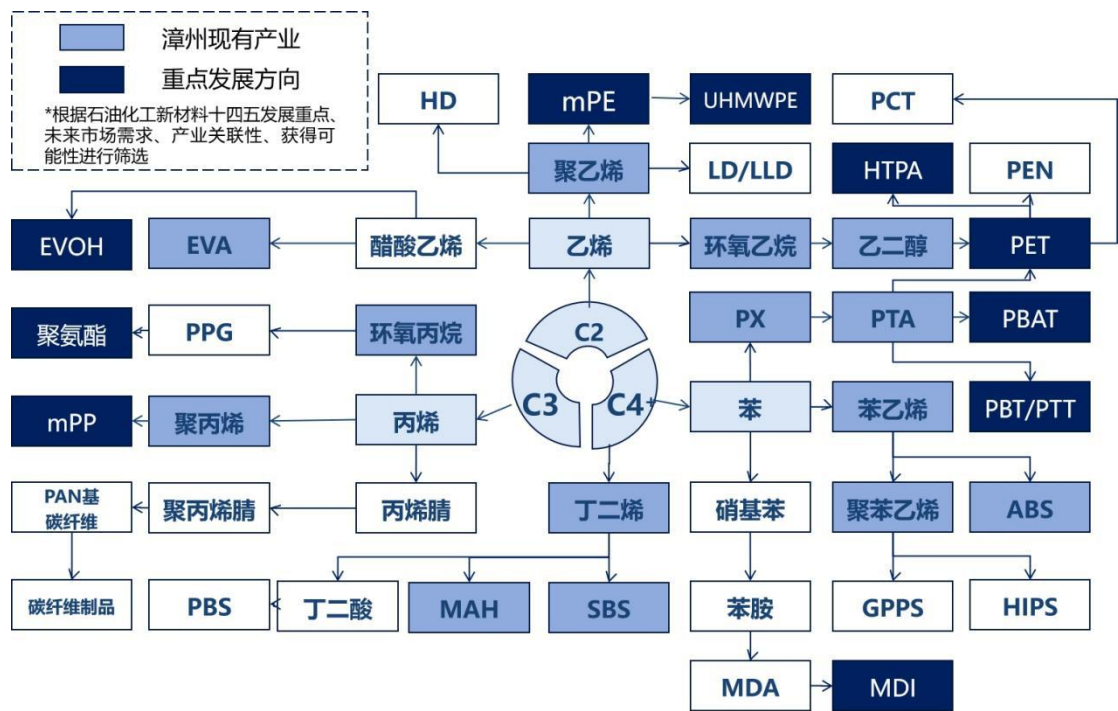 漳州现有产业
重点发展方向
*根据石油化工新材料十四五发展重点、
未来市场需求、产业关联性、获得可
能性进行筛选
HD
mPE
UHMWPE
PCT
聚乙烯
LD/LLD
HTPA
PEN
EVOH
EVA
醋酸乙烯
乙烯
环氧乙烷
乙二醇
PET
聚氨酯
PPG
环氧丙烷
C2
PX
PTA
PBAT
mPP
聚丙烯
丙烯
C3
C4+
苯
苯乙烯
PBT/PTT
PAN基
碳纤维
聚丙烯腈
丙烯腈
丁二烯
硝基苯
聚苯乙烯
ABS
碳纤维制品
PBS
丁二酸
MAH
SBS
苯胺
GPPS
HIPS
MDA
MDI